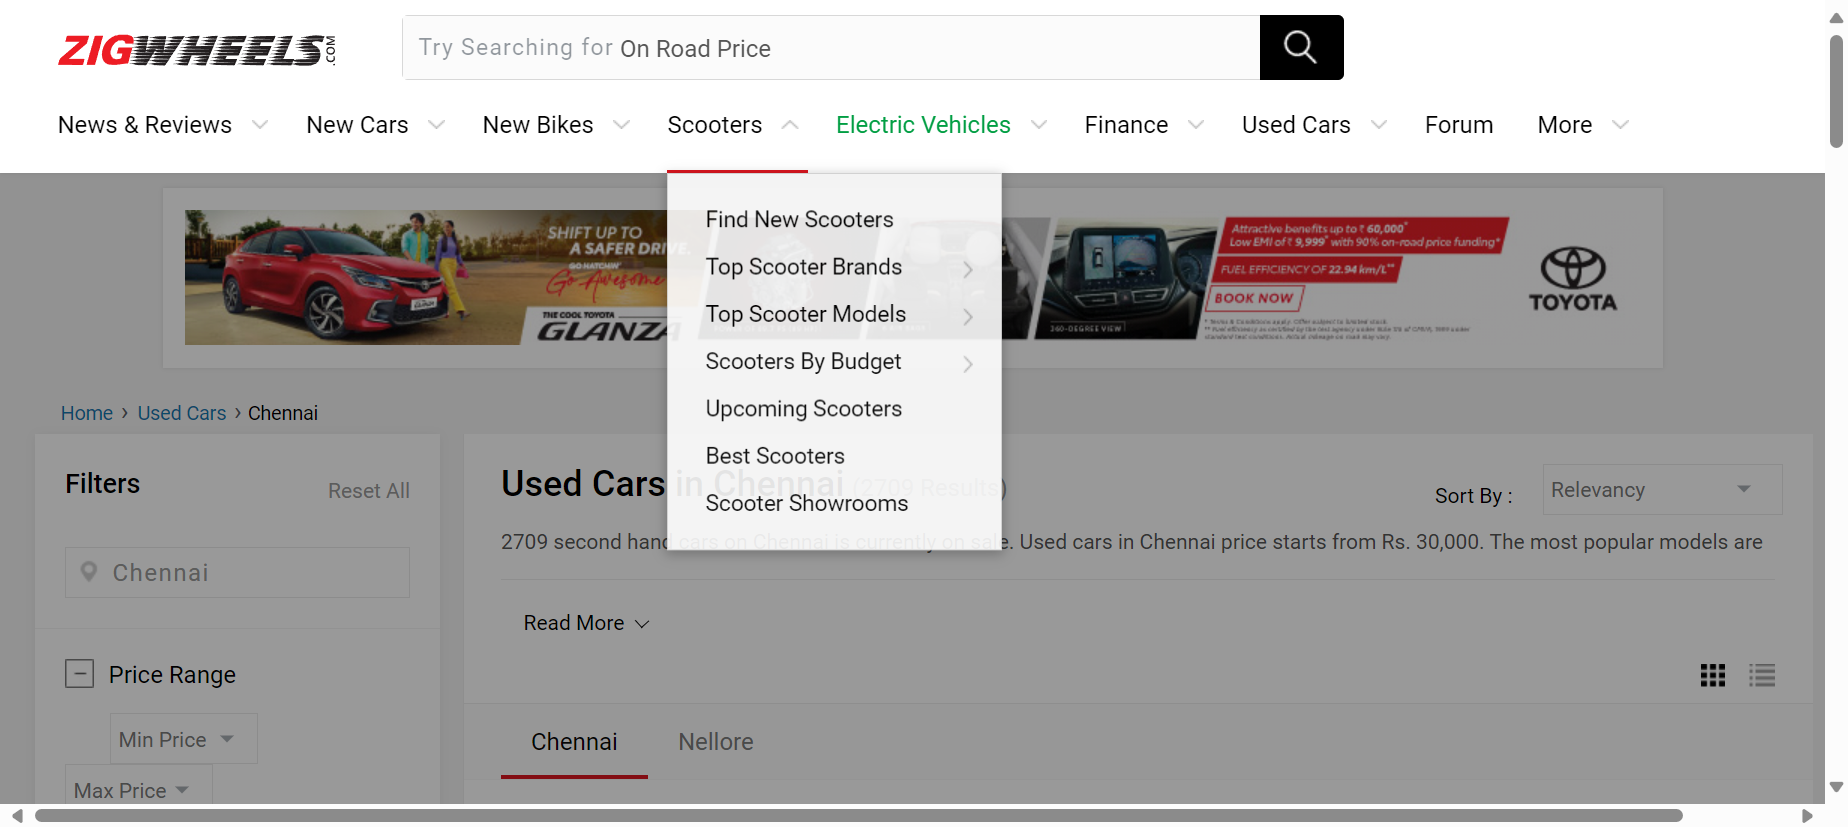 ZIGWHEELS.COM
Try Searching for On Road Price
News & Reviews New Cars New Bikes Scooters Electric Vehicles Finance Used Cars Forum More
SHIFT UP TO
A SAFER DRIVE.
GO HATCHIN'
Go Awesome
THE COOL TOYOTA
GLANZA
360-DEGREE VIEW
Attractive benefits up to ₹ 60,000*
Low EMI of ₹ 9,999* with 90% on-road price funding*
FUEL EFFICIENCY OF 22.94 km/L**
BOOK NOW
TOYOTA
Find New Scooters
Top Scooter Brands
Top Scooter Models
Scooters By Budget
Upcoming Scooters
Best Scooters
Scooter Showrooms
Home › Used Cars › Chennai
Filters
Reset All
Chennai
Price Range
Min Price
Max Price
Used Cars in Chennai (2709 Results)
Sort By :
Relevancy
2709 second hand cars on Chennai is currently on sale. Used cars in Chennai price starts from Rs. 30,000. The most popular models are
Read More
Chennai Nellore